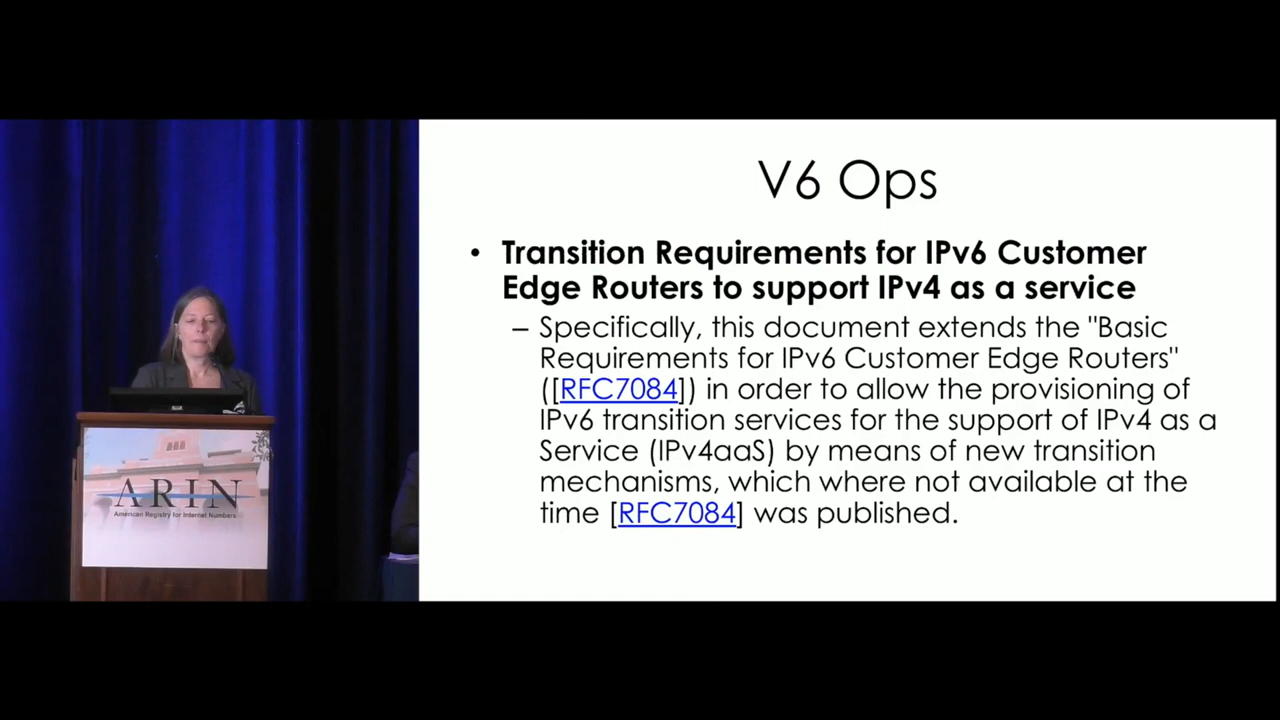 V6 Ops
• Transition Requirements for IPv6 Customer
Edge Routers to support IPv4 as a service
– Specifically, this document extends the "Basic
Requirements for IPv6 Customer Edge Routers"
([RFC7084]) in order to allow the provisioning of
IPv6 transition services for the support of IPv4 as a
Service (IPv4aaS) by means of new transition
mechanisms, which where not available at the
time [RFC7084] was published.
ARIN
American Registry for Internet Numbers